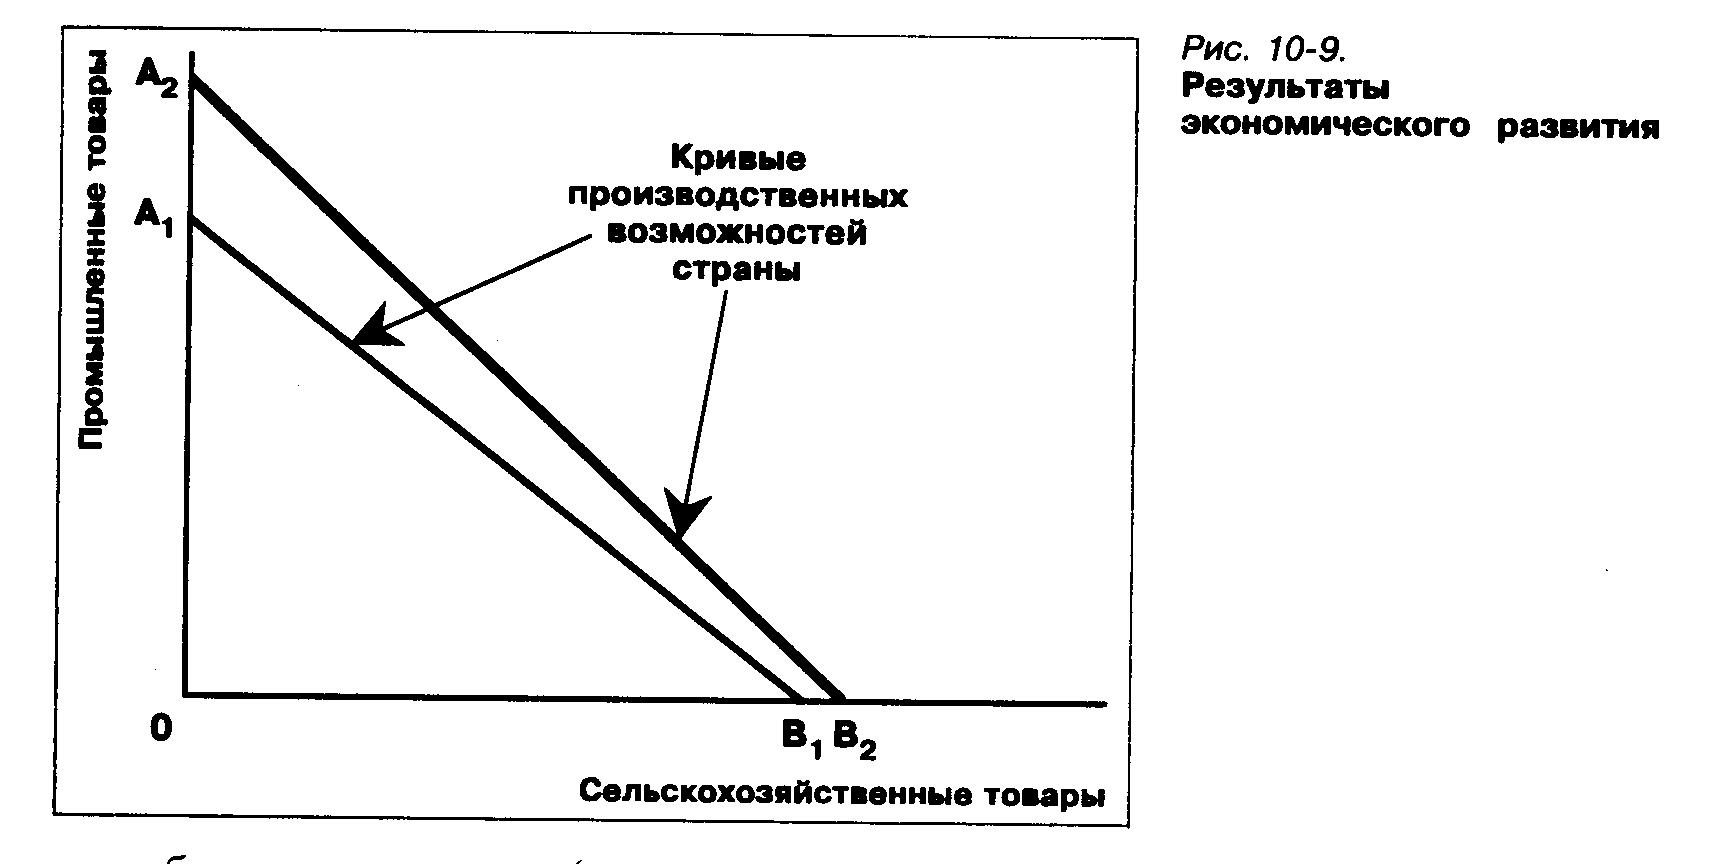 Рис. 10-9.
Результаты
экономического развития
Промышленные товары
A2
A1
Кривые
производственных
возможностей
страны
0
B1 B2
Сельскохозяйственные товары